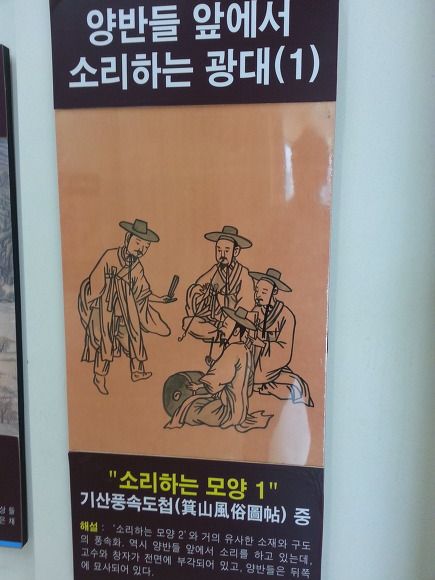 양반들 앞에서
소리하는 광대(1)
"소리하는 모양 1"
기산풍속도첩(箕山風俗圖帖) 중
해설 : '소리하는 모양 2'와 거의 유사한 소재와 구도
의 풍속화. 역시 양반들 앞에서 소리를 하고 있는데,
고수와 창자가 전면에 부각되어 있고, 양반들은 뒤쪽
에 묘사되어 있다.